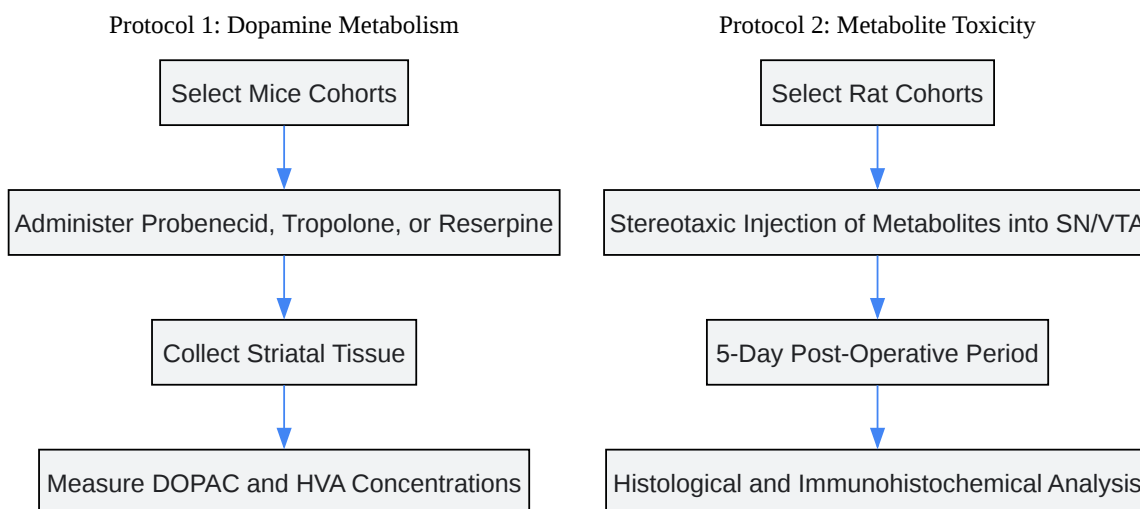 Protocol 1: Dopamine Metabolism
Select Mice Cohorts
Administer Probenecid, Tropolone, or Reserpine
Collect Striatal Tissue
Measure DOPAC and HVA Concentrations
Protocol 2: Metabolite Toxicity
Select Rat Cohorts
Stereotaxic Injection of Metabolites into SN/VTA
5-Day Post-Operative Period
Histological and Immunohistochemical Analysis